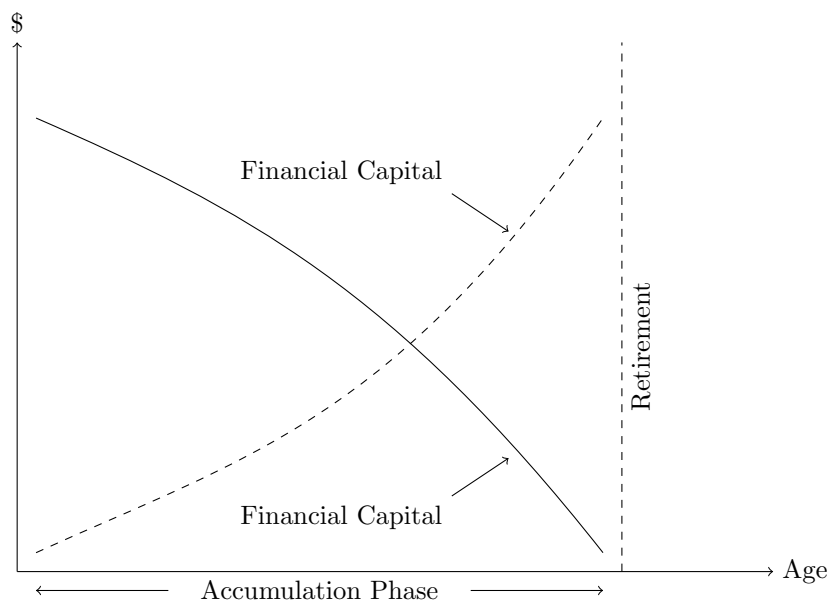 $
Financial Capital
Retirement
Financial Capital
Age
Accumulation Phase